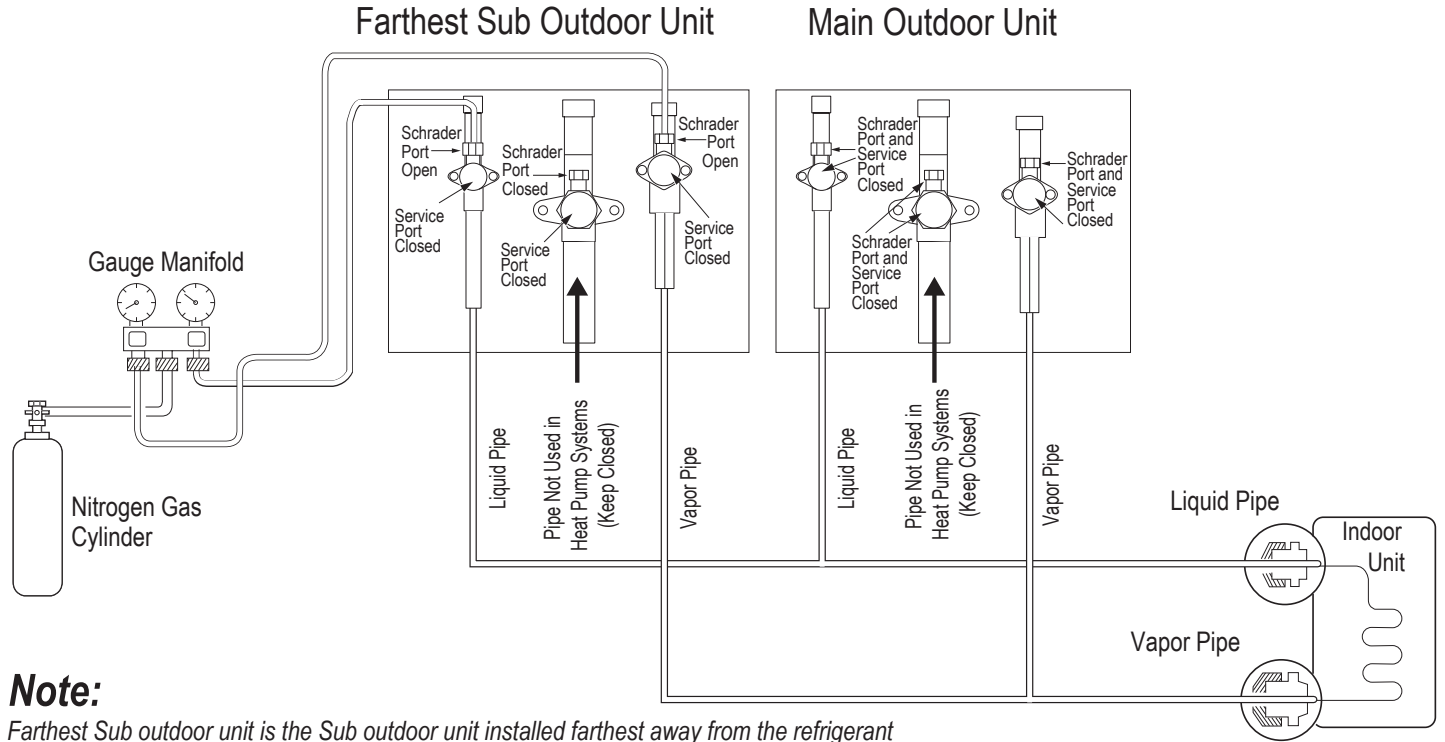 Farthest Sub Outdoor Unit
Main Outdoor Unit
Schrader
Port
Open
Schrader
Port
Closed
Schrader
Port
Open
Service
Port
Closed
Service
Port
Closed
Service
Port
Closed
Schrader
Port and
Service
Port
Closed
Schrader
Port and
Service
Port
Closed
Schrader
Port and
Service
Port
Closed
Gauge Manifold
Nitrogen Gas
Cylinder
Liquid Pipe
Pipe Not Used in
Heat Pump Systems
(Keep Closed)
Vapor Pipe
Liquid Pipe
Pipe Not Used in
Heat Pump Systems
(Keep Closed)
Vapor Pipe
Liquid Pipe
Indoor
Unit
Vapor Pipe
Note:
Farthest Sub outdoor unit is the Sub outdoor unit installed farthest away from the refrigerant